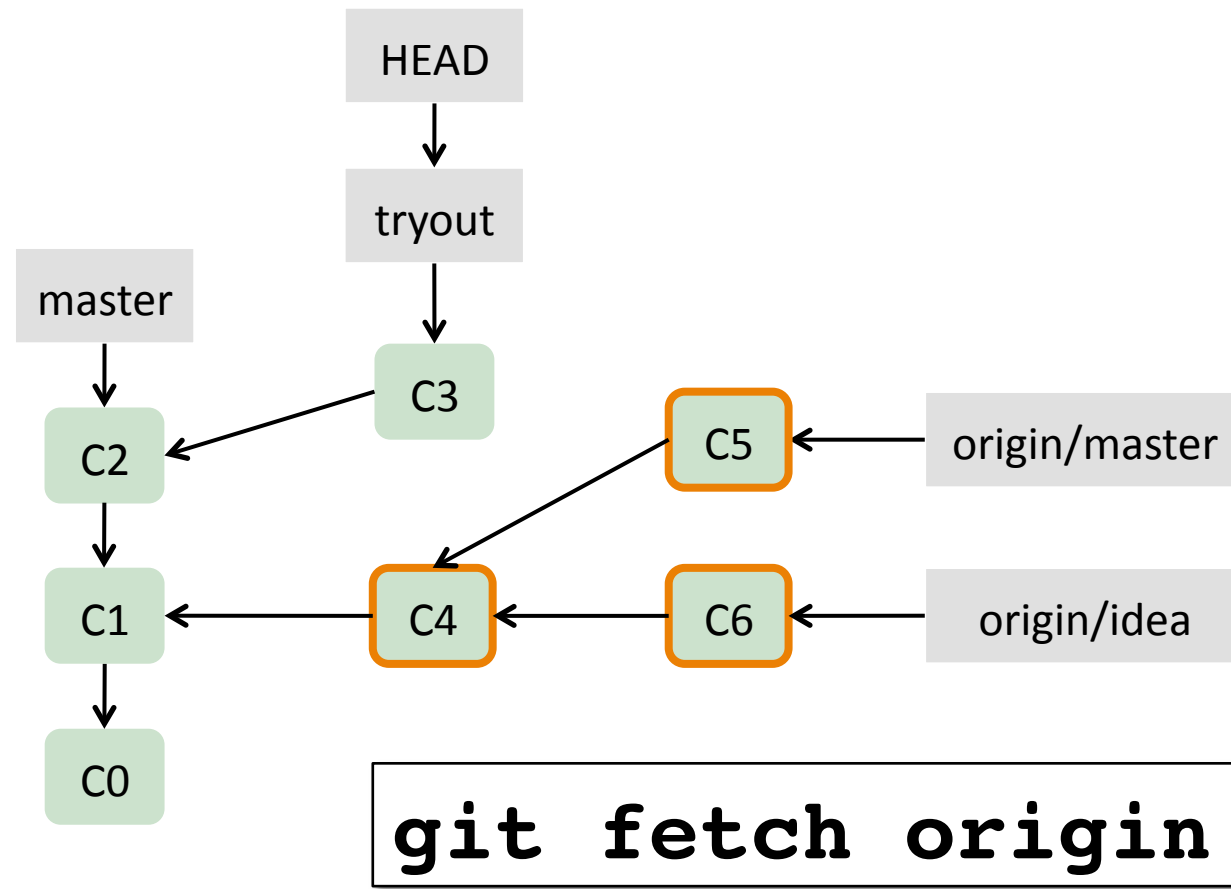 HEAD
tryout
master
C3
C2
C5
origin/master
C1
C4
C6
origin/idea
C0
git fetch origin